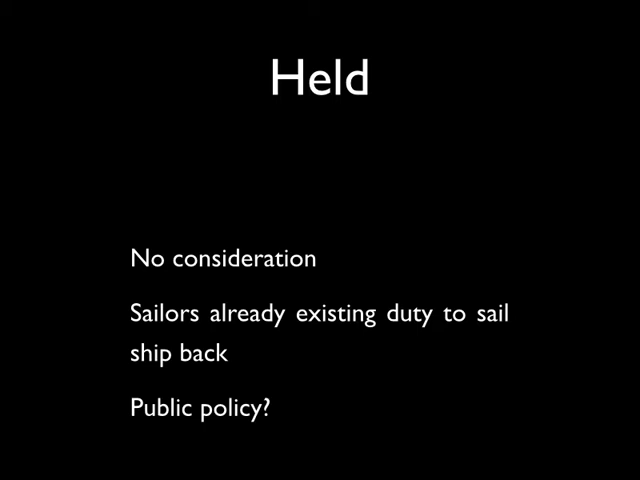 Held
No consideration
Sailors already existing duty to sail
ship back
Public policy?